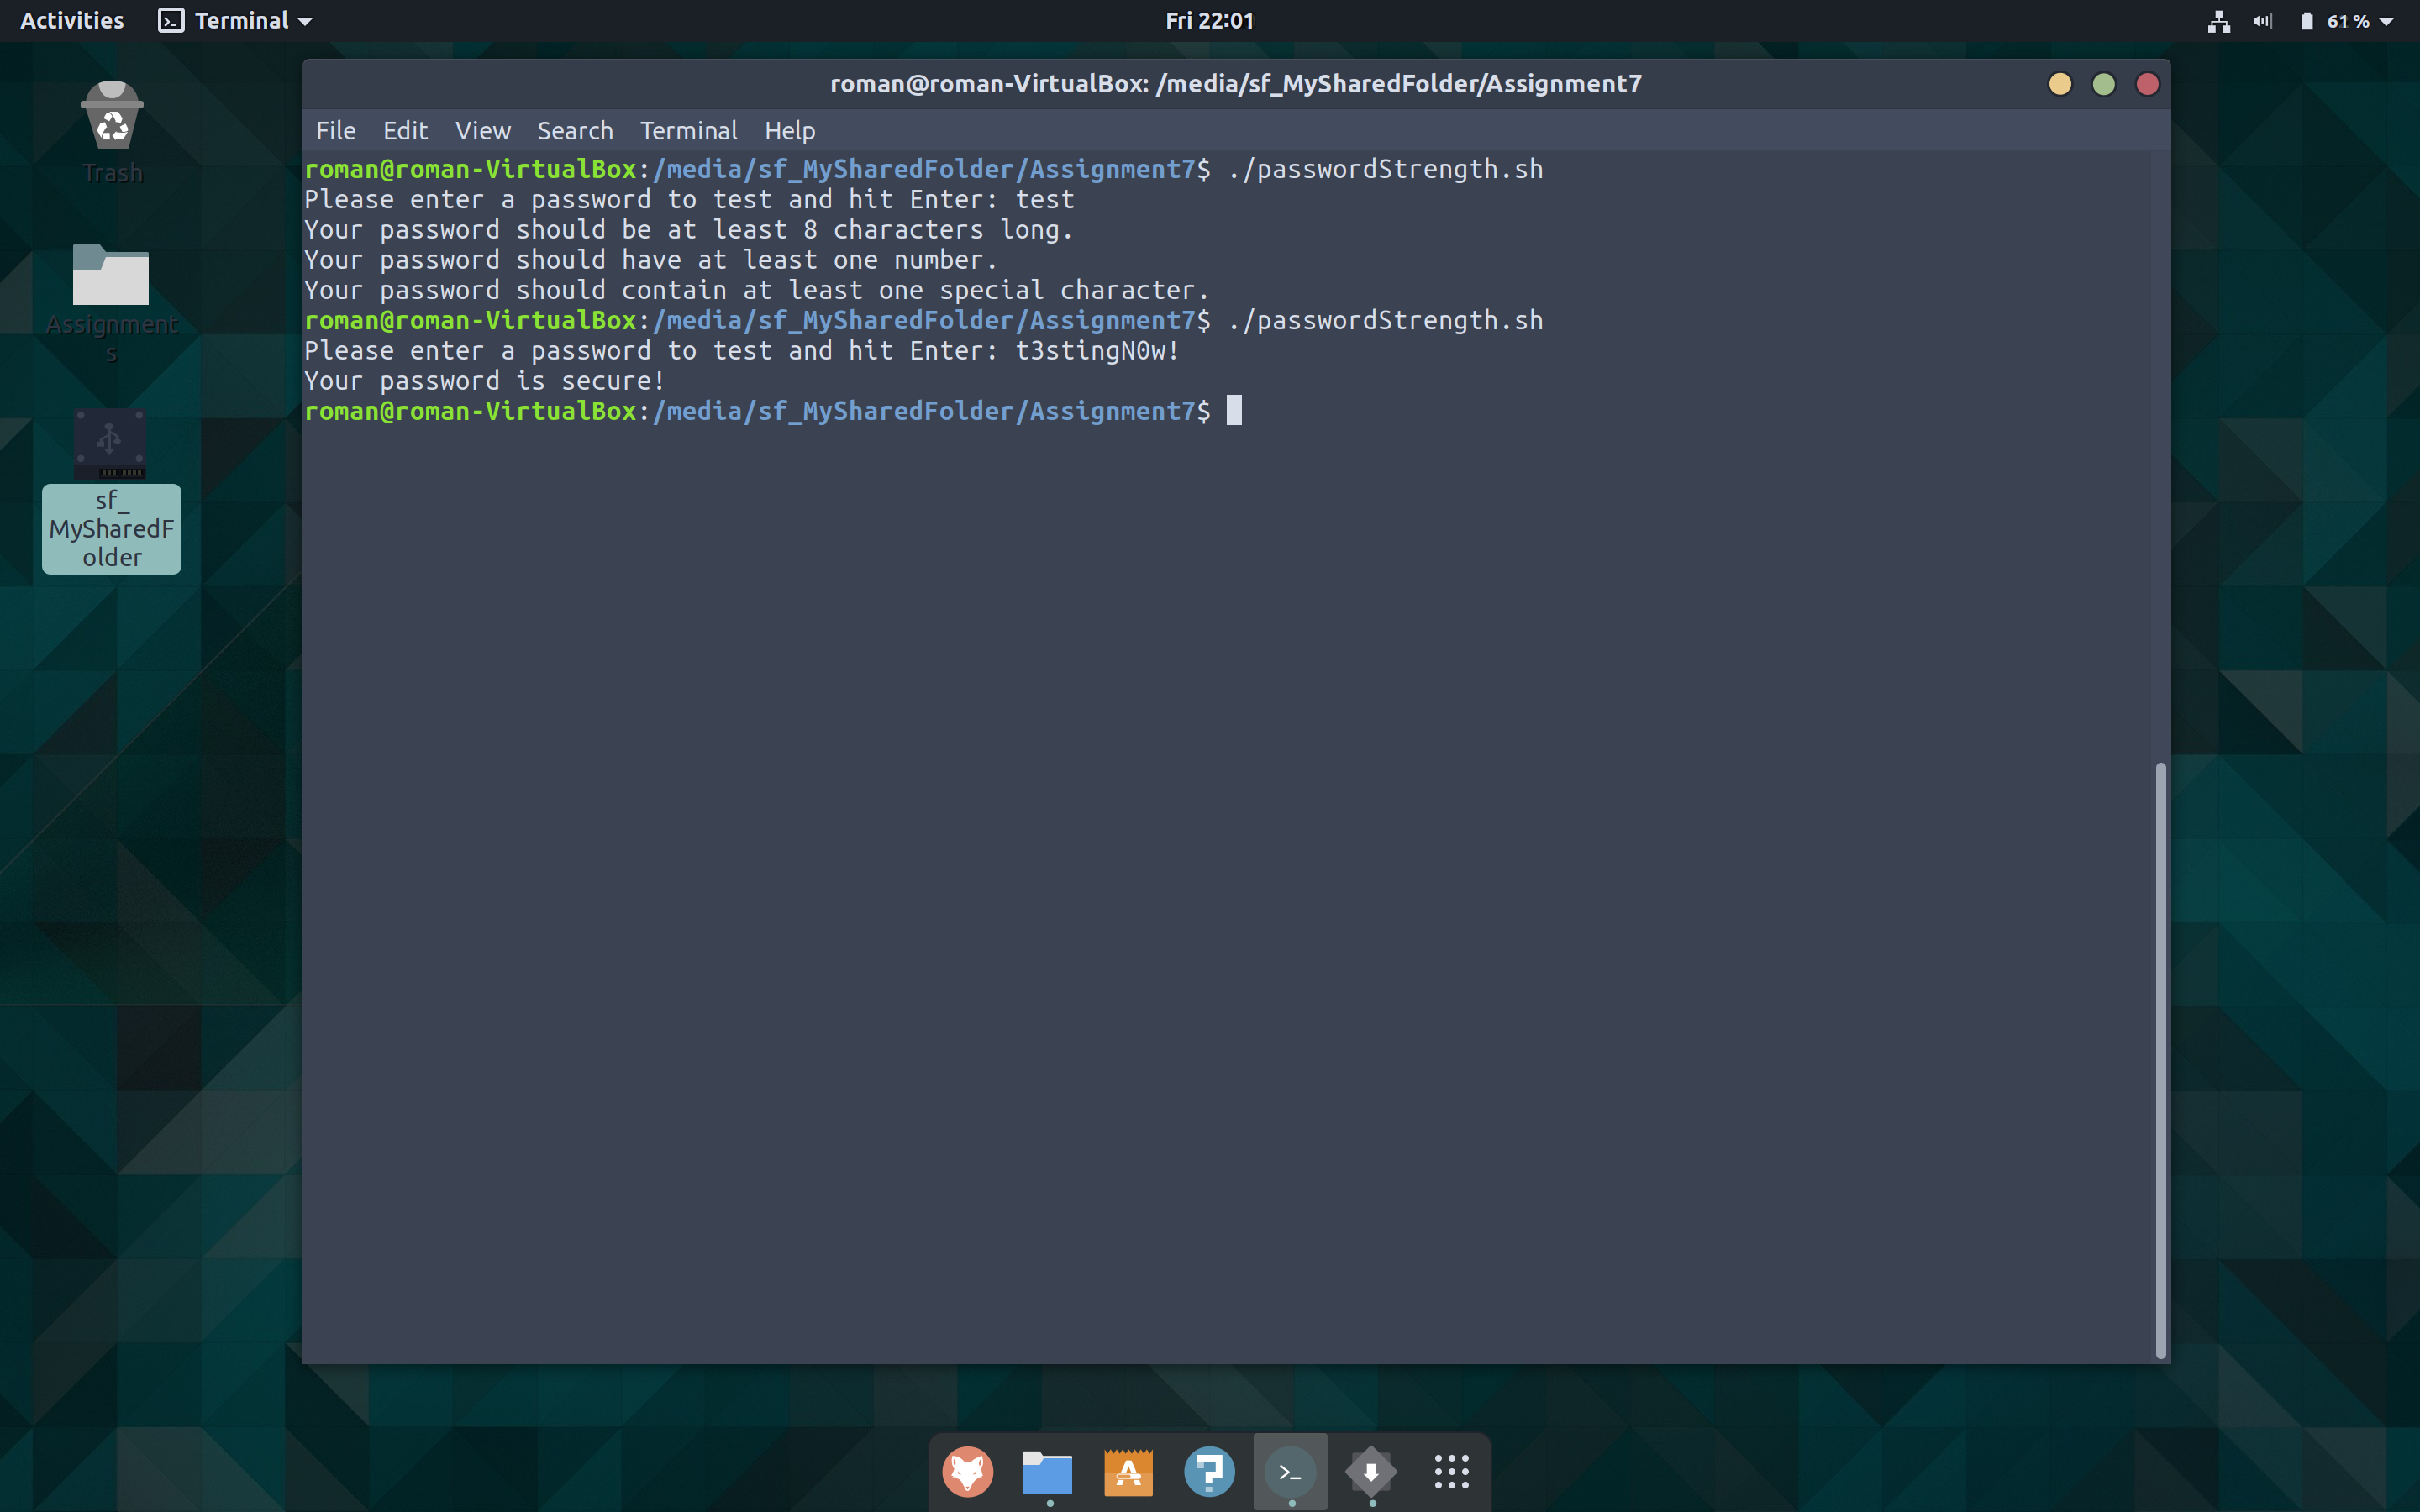 Activities Terminal Fri 22:01 61%
roman@roman-VirtualBox: /media/sf_MySharedFolder/Assignment7
File Edit View Search Terminal Help
roman@roman-VirtualBox:/media/sf_MySharedFolder/Assignment7$ ./passwordStrength.sh
Please enter a password to test and hit Enter: test
Your password should be at least 8 characters long.
Your password should have at least one number.
Your password should contain at least one special character.
roman@roman-VirtualBox:/media/sf_MySharedFolder/Assignment7$ ./passwordStrength.sh
Please enter a password to test and hit Enter: t3stingN0w!
Your password is secure!
roman@roman-VirtualBox:/media/sf_MySharedFolder/Assignment7$
Trash
Assignment
s
sf_
MySharedF
older